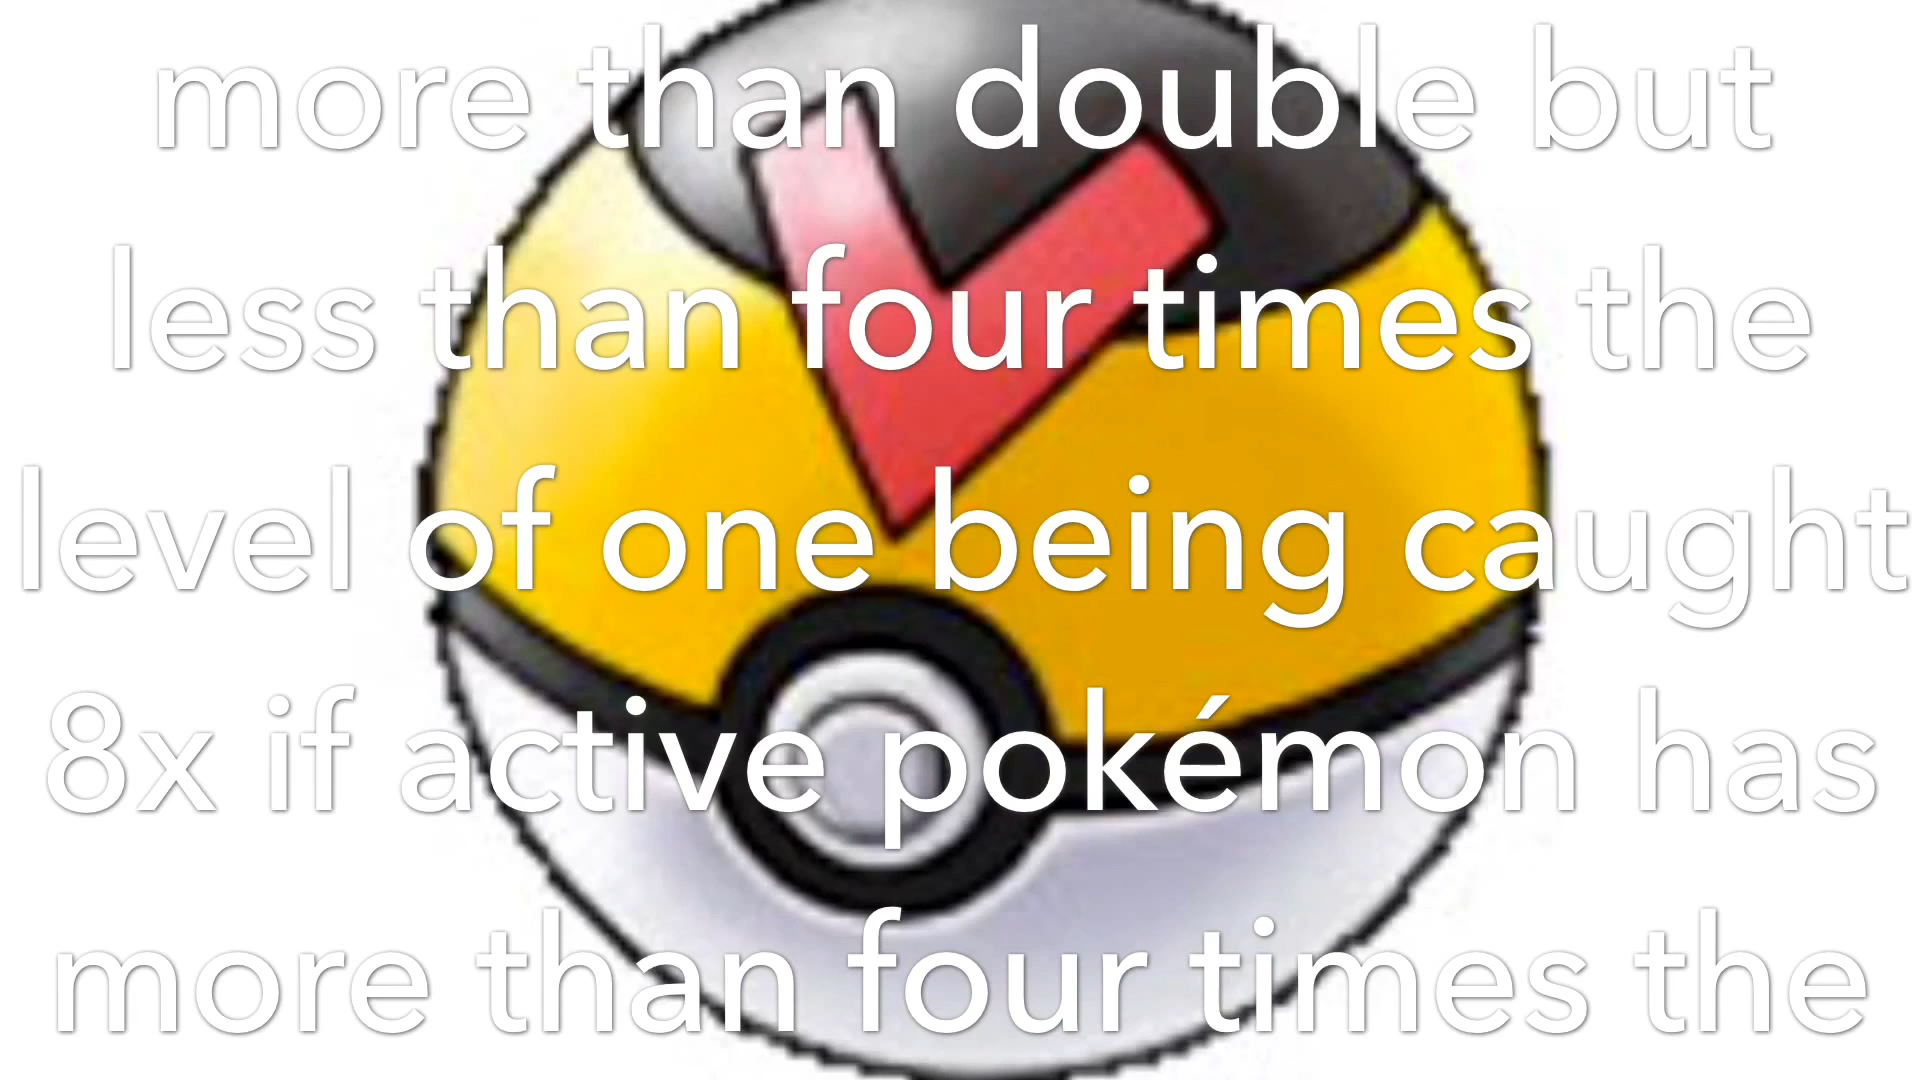 more than double but
less than four times the
level of one being caught
8x if active pokémon has
more than four times the